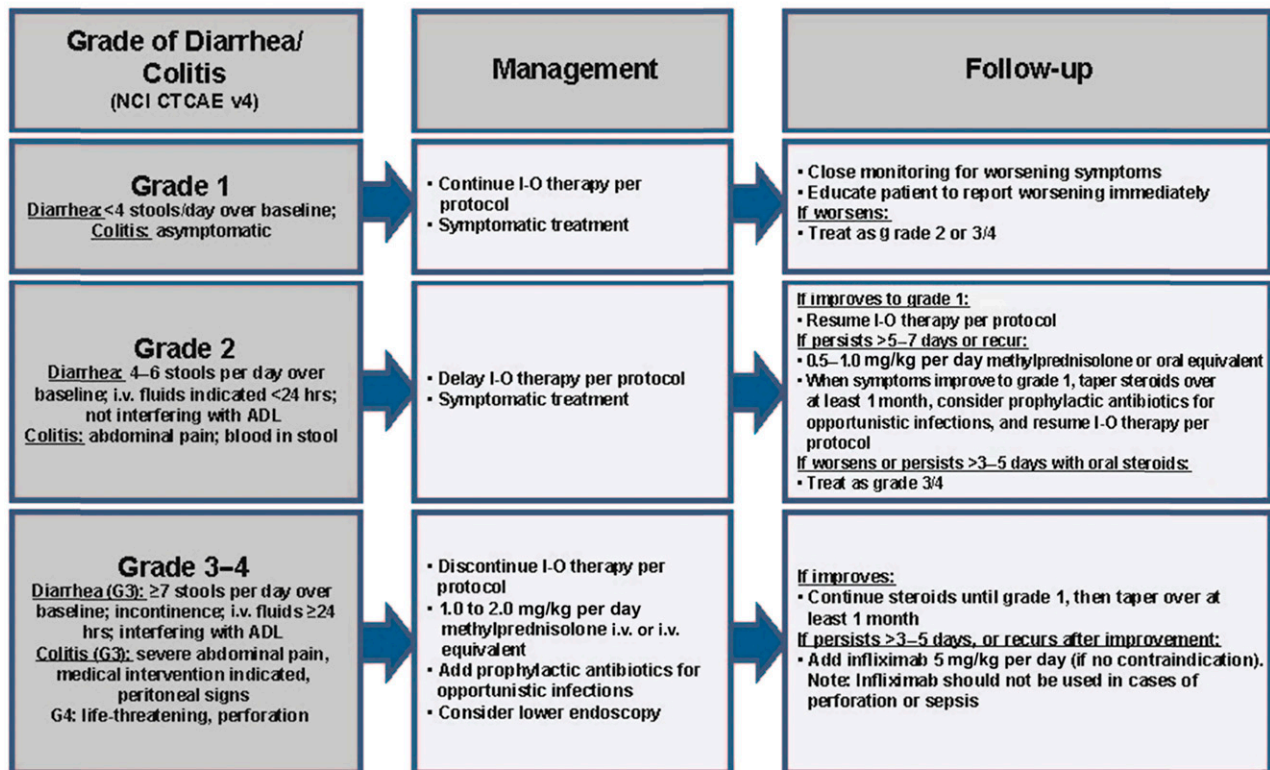 Grade of Diarrhea/
Colitis
(NCI CTCAE v4)
Management
Follow-up
Grade 1
Diarrhea: <4 stools/day over baseline;
Colitis: asymptomatic
▪ Continue I-O therapy per
protocol
▪ Symptomatic treatment
▪ Close monitoring for worsening symptoms
▪ Educate patient to report worsening immediately
If worsens:
▪ Treat as grade 2 or 3/4
Grade 2
Diarrhea: 4–6 stools per day over
baseline; i.v. fluids indicated <24 hrs;
not interfering with ADL
Colitis: abdominal pain; blood in stool
▪ Delay I-O therapy per protocol
▪ Symptomatic treatment
If improves to grade 1:
▪ Resume I-O therapy per protocol
If persists >5–7 days or recur:
▪ 0.5–1.0 mg/kg per day methylprednisolone or oral equivalent
▪ When symptoms improve to grade 1, taper steroids over
at least 1 month, consider prophylactic antibiotics for
opportunistic infections, and resume I-O therapy per
protocol
If worsens or persists >3–5 days with oral steroids:
▪ Treat as grade 3/4
Grade 3–4
Diarrhea (G3): ≥7 stools per day over
baseline; incontinence; i.v. fluids ≥24
hrs; interfering with ADL
Colitis (G3): severe abdominal pain,
medical intervention indicated,
peritoneal signs
G4: life-threatening, perforation
▪ Discontinue I-O therapy per
protocol
▪ 1.0 to 2.0 mg/kg per day
methylprednisolone i.v. or i.v.
equivalent
▪ Add prophylactic antibiotics for
opportunistic infections
▪ Consider lower endoscopy
If improves:
▪ Continue steroids until grade 1, then taper over at
least 1 month
If persists >3–5 days, or recurs after improvement:
▪ Add infliximab 5 mg/kg per day (if no contraindication).
Note: Infliximab should not be used in cases of
perforation or sepsis